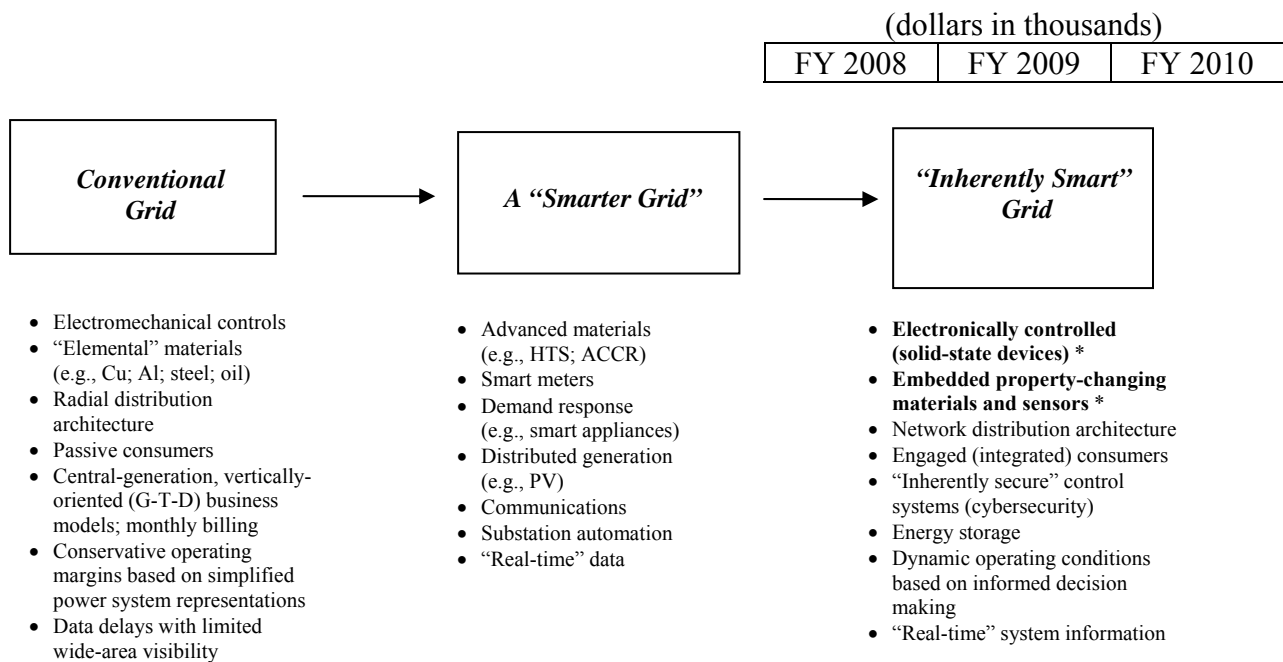 (dollars in thousands)
FY 2008 FY 2009 FY 2010
Conventional
Grid
A “Smarter Grid”
“Inherently Smart”
Grid
• Electromechanical controls
• “Elemental” materials
(e.g., Cu; Al; steel; oil)
• Radial distribution
architecture
• Passive consumers
• Central-generation, vertically-
oriented (G-T-D) business
models; monthly billing
• Conservative operating
margins based on simplified
power system representations
• Data delays with limited
wide-area visibility
• Advanced materials
(e.g., HTS; ACCR)
• Smart meters
• Demand response
(e.g., smart appliances)
• Distributed generation
(e.g., PV)
• Communications
• Substation automation
• “Real-time” data
• Electronically controlled
(solid-state devices) *
• Embedded property-changing
materials and sensors *
• Network distribution architecture
• Engaged (integrated) consumers
• “Inherently secure” control
systems (cybersecurity)
• Energy storage
• Dynamic operating conditions
based on informed decision
making
• “Real-time” system information